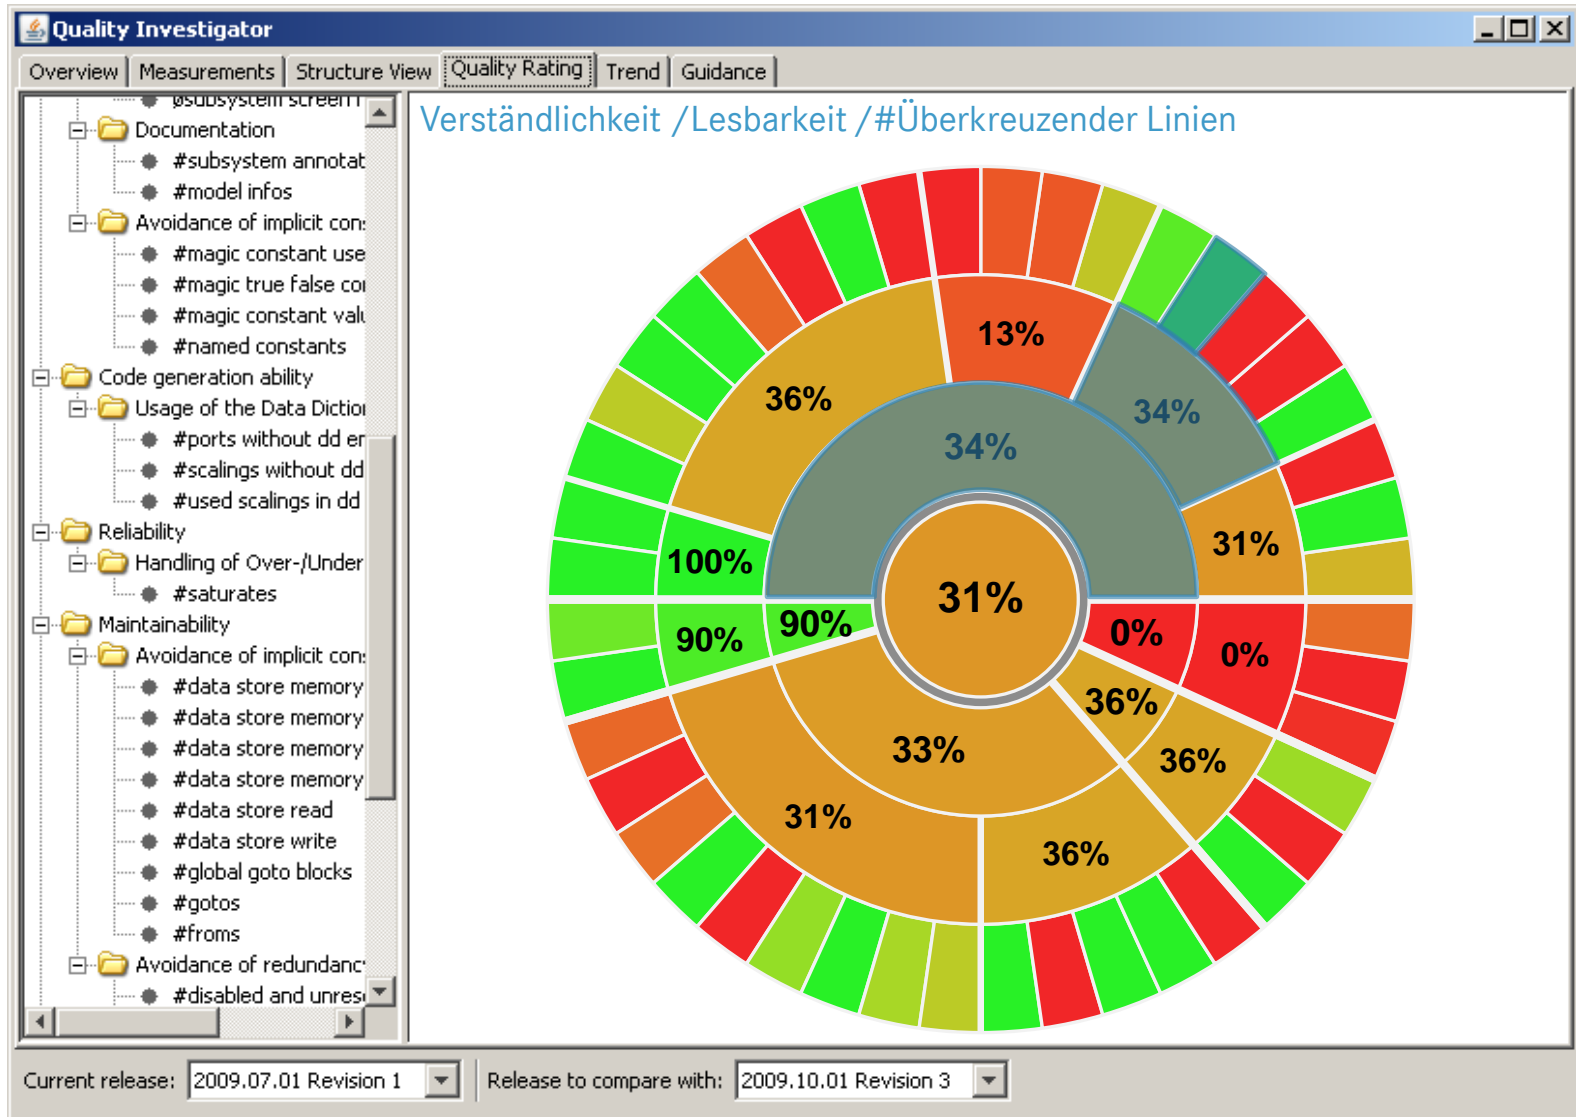 Quality Investigator
Overview Measurements Structure View Quality Rating Trend Guidance
Documentation
#subsystem annotat
#model infos
Avoidance of implicit con
#magic constant use
#magic true false co
#magic constant valu
#named constants
Code generation ability
Usage of the Data Diction
#ports without dd en
#scalings without dd
#used scalings in dd
Reliability
Handling of Over-/Under
#saturates
Maintainability
Avoidance of implicit con
#data store memory
#data store memory
#data store memory
#data store memory
#data store read
#data store write
#global goto blocks
#gotos
#froms
Avoidance of redundanc
#disabled and unres
Verständlichkeit /Lesbarkeit /#Überkreuzender Linien
13%
36%
34%
34%
31%
100%
31%
90%
90%
0%
0%
36%
33%
36%
31%
36%
Current release: 2009.07.01 Revision 1 Release to compare with: 2009.10.01 Revision 3